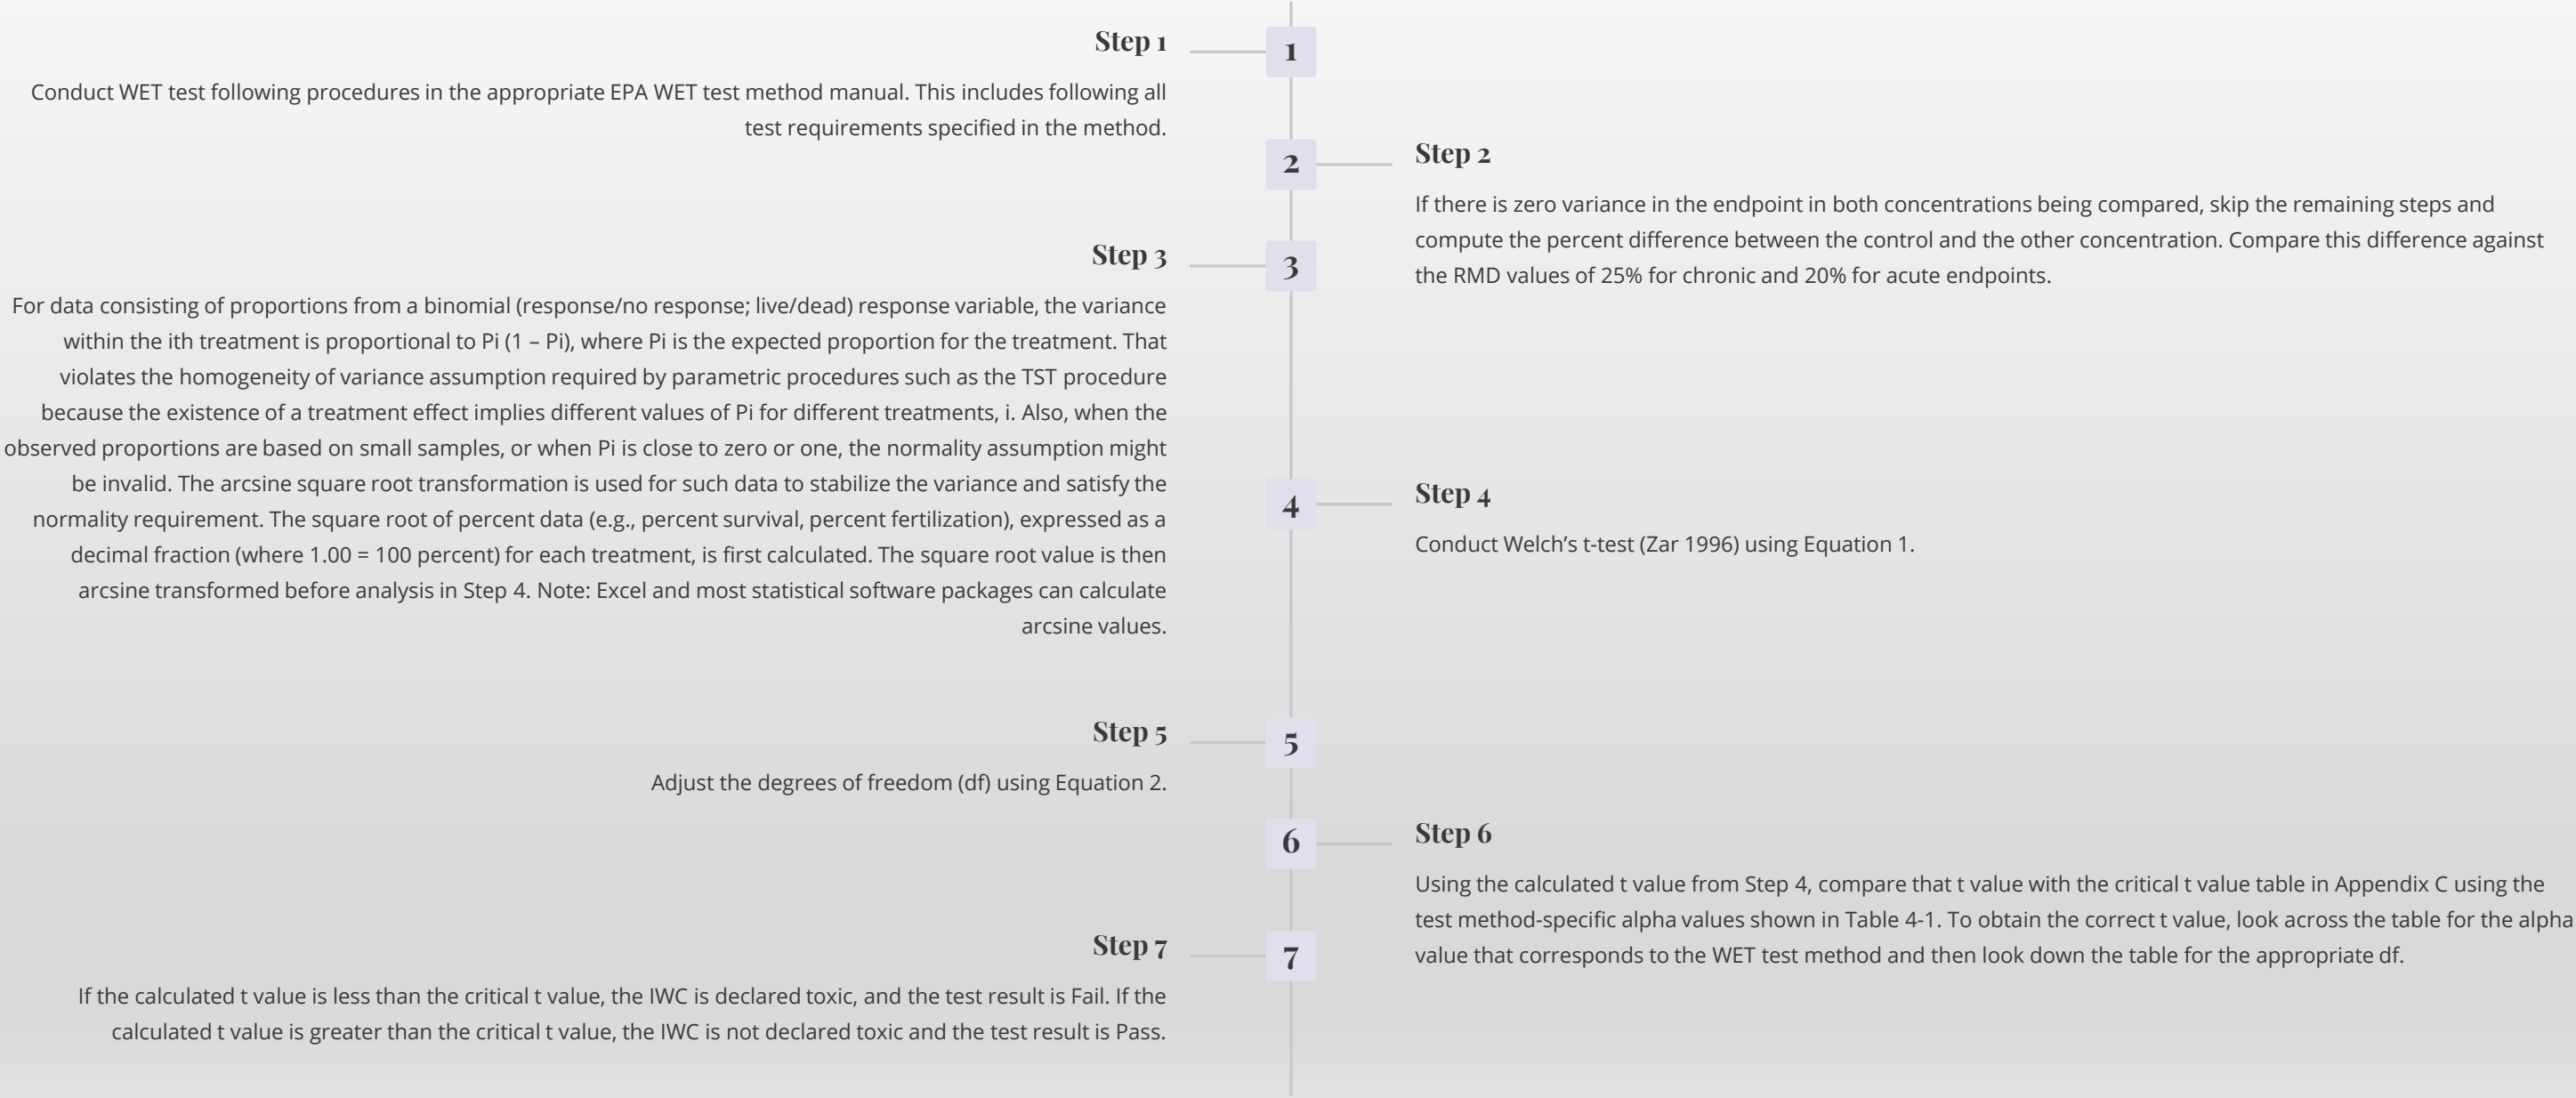 Step 1
1
Conduct WET test following procedures in the appropriate EPA WET test method manual. This includes following all
test requirements specified in the method.
2
Step 2
If there is zero variance in the endpoint in both concentrations being compared, skip the remaining steps and
compute the percent difference between the control and the other concentration. Compare this difference against
the RMD values of 25% for chronic and 20% for acute endpoints.
Step 3
3
For data consisting of proportions from a binomial (response/no response; live/dead) response variable, the variance
within the ith treatment is proportional to Pi (1 – Pi), where Pi is the expected proportion for the treatment. That
violates the homogeneity of variance assumption required by parametric procedures such as the TST procedure
because the existence of a treatment effect implies different values of Pi for different treatments, i. Also, when the
observed proportions are based on small samples, or when Pi is close to zero or one, the normality assumption might
be invalid. The arcsine square root transformation is used for such data to stabilize the variance and satisfy the
normality requirement. The square root of percent data (e.g., percent survival, percent fertilization), expressed as a
decimal fraction (where 1.00 = 100 percent) for each treatment, is first calculated. The square root value is then
arcsine transformed before analysis in Step 4. Note: Excel and most statistical software packages can calculate
arcsine values.
4
Step 4
Conduct Welch’s t-test (Zar 1996) using Equation 1.
Step 5
5
Adjust the degrees of freedom (df) using Equation 2.
6
Step 6
Using the calculated t value from Step 4, compare that t value with the critical t value table in Appendix C using the
test method-specific alpha values shown in Table 4-1. To obtain the correct t value, look across the table for the alpha
value that corresponds to the WET test method and then look down the table for the appropriate df.
Step 7
7
If the calculated t value is less than the critical t value, the IWC is declared toxic, and the test result is Fail. If the
calculated t value is greater than the critical t value, the IWC is not declared toxic and the test result is Pass.